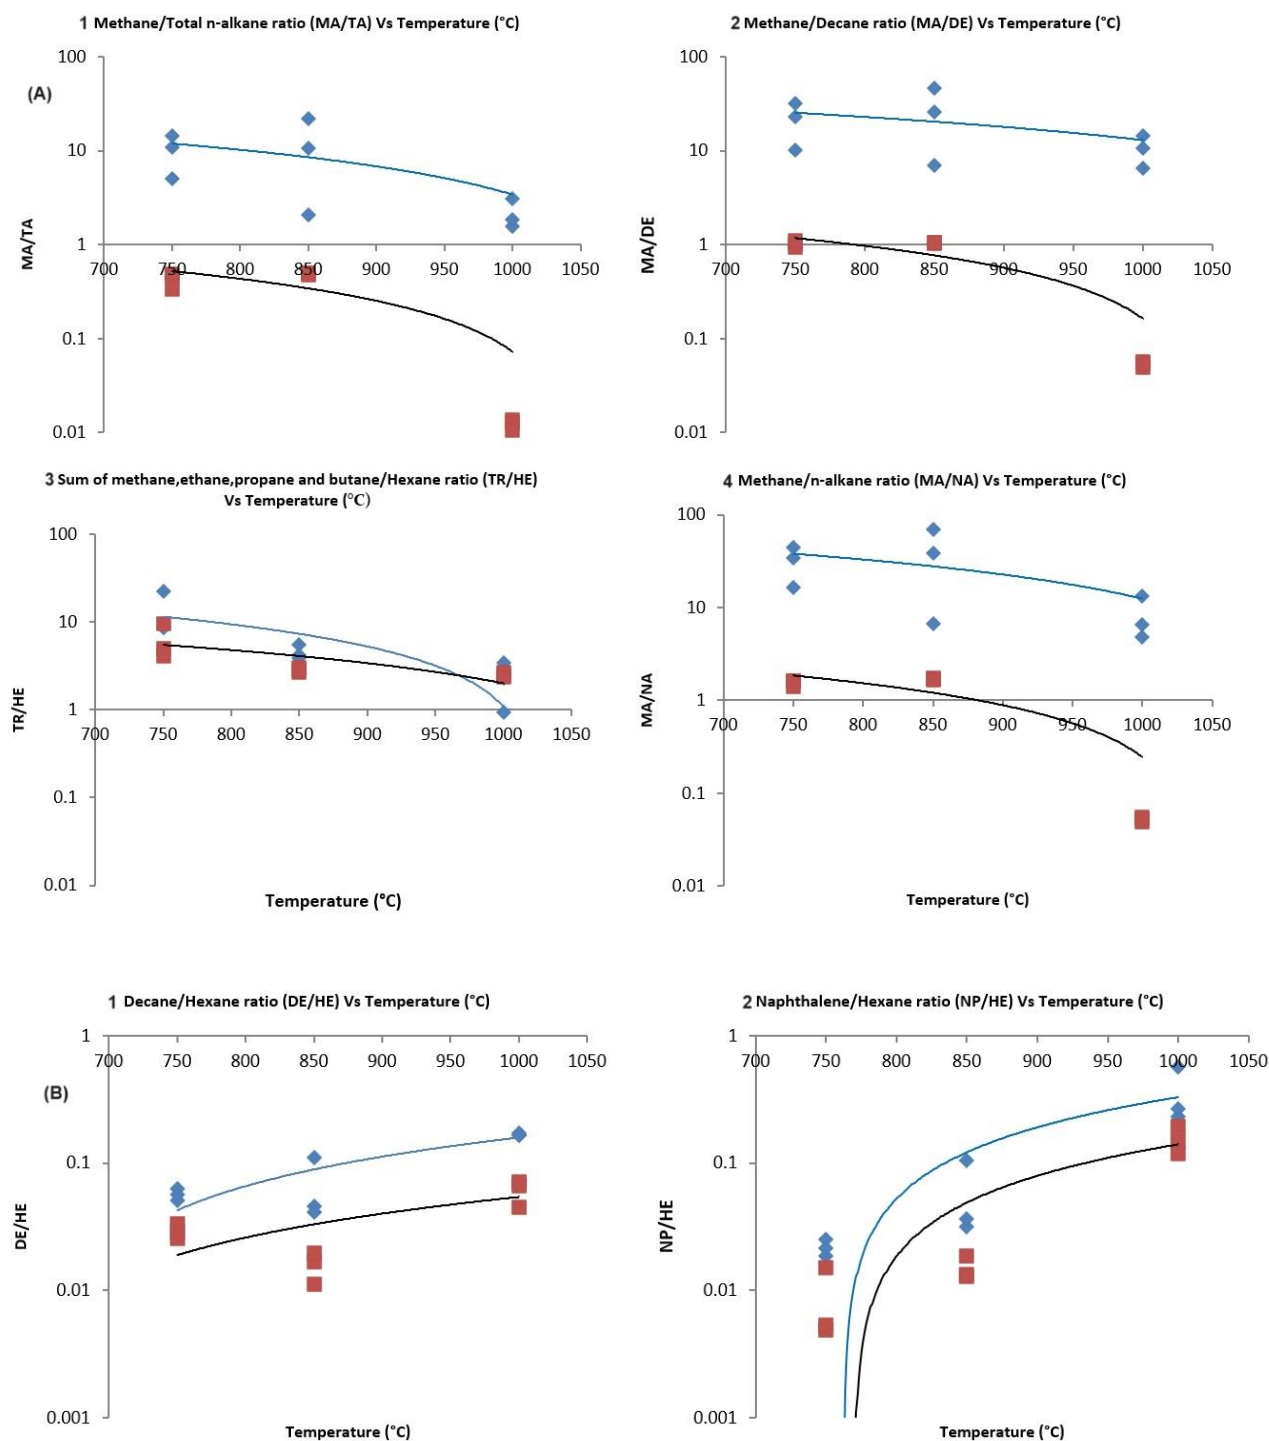 1 Methane/Total n-alkane ratio (MA/TA) Vs Temperature (°C)
100
(A)
10
MA/TA
1
700 750 800 850 900 950 1000 1050
0.1
0.01
2 Methane/Decane ratio (MA/DE) Vs Temperature (°C)
100
10
MA/DE
1
700 750 800 850 900 950 1000 1050
0.1
0.01
3 Sum of methane,ethane,propane and butane/Hexane ratio (TR/HE)
Vs Temperature (°C)
100
10
TR/HE
1
700 750 800 850 900 950 1000 1050
0.1
0.01
Temperature (°C)
4 Methane/n-alkane ratio (MA/NA) Vs Temperature (°C)
100
10
MA/NA
1
700 750 800 850 900 950 1000 1050
0.1
0.01
Temperature (°C)
1 Decane/Hexane ratio (DE/HE) Vs Temperature (°C)
1
700 750 800 850 900 950 1000 1050
(B)
0.1
DE/HE
0.01
0.001
Temperature (°C)
2 Naphthalene/Hexane ratio (NP/HE) Vs Temperature (°C)
1
700 750 800 850 900 950 1000 1050
0.1
NP/HE
0.01
0.001
Temperature (°C)